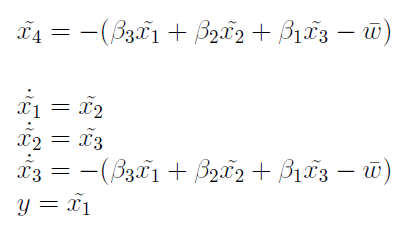 x̃₄ = −(β₃x̃₁ + β₂x̃₂ + β₁x̃₃ − w̄)
ẋ̃₁ = x̃₂
ẋ̃₂ = x̃₃
ẋ̃₃ = −(β₃x̃₁ + β₂x̃₂ + β₁x̃₃ − w̄)
y = x̃₁